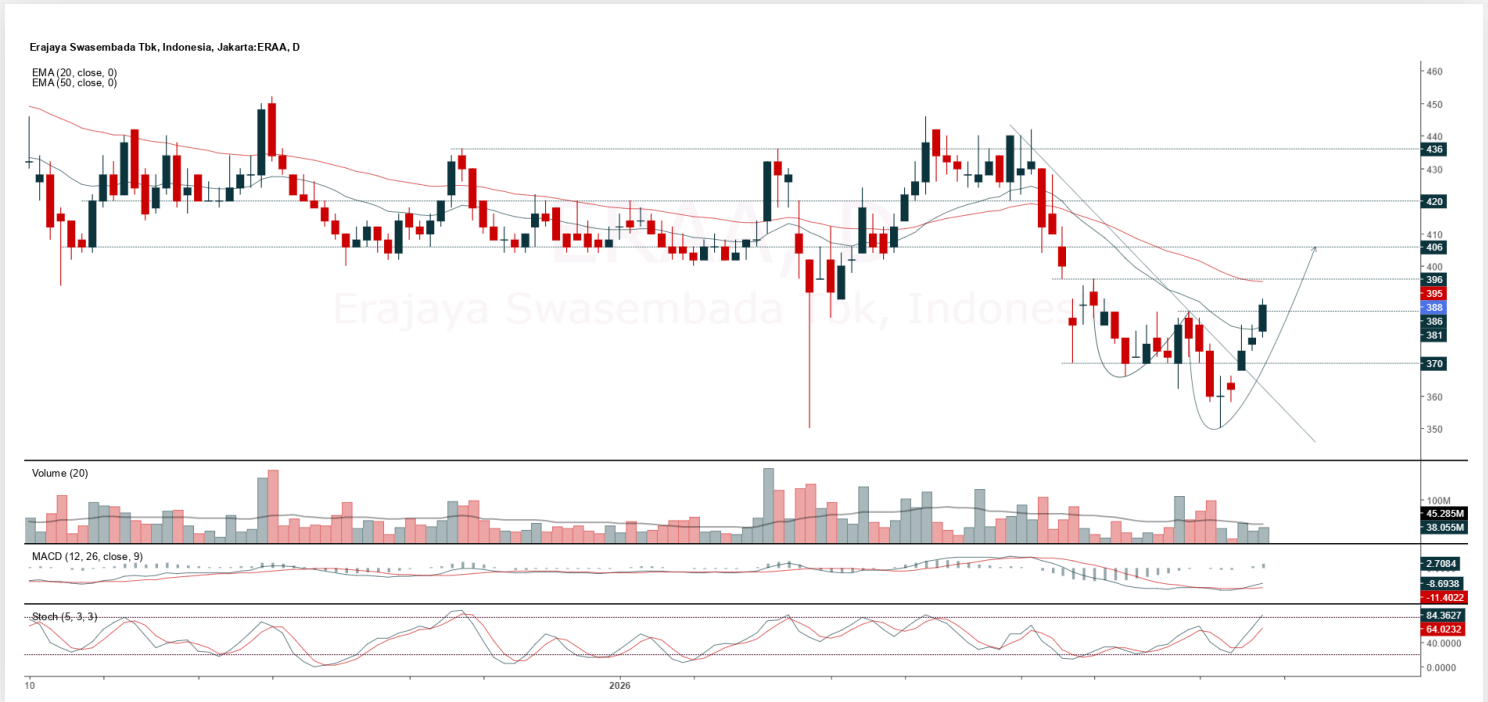 Erajaya Swasembada Tbk, Indonesia, Jakarta:ERAA, D
EMA (20, close, 0)
EMA (50, close, 0)
ERAA, D
Erajaya Swasembada Tbk, Indonesia
460
450
440
436
430
420
410
406
400
396
395
388
386
381
370
360
350
Volume (20)
100M
45.285M
38.055M
MACD (12, 26, close, 9)
2.7084
-8.6938
-11.4022
Stoch (5, 3, 3)
84.3627
64.0232
40.0000
0.0000
10
2026